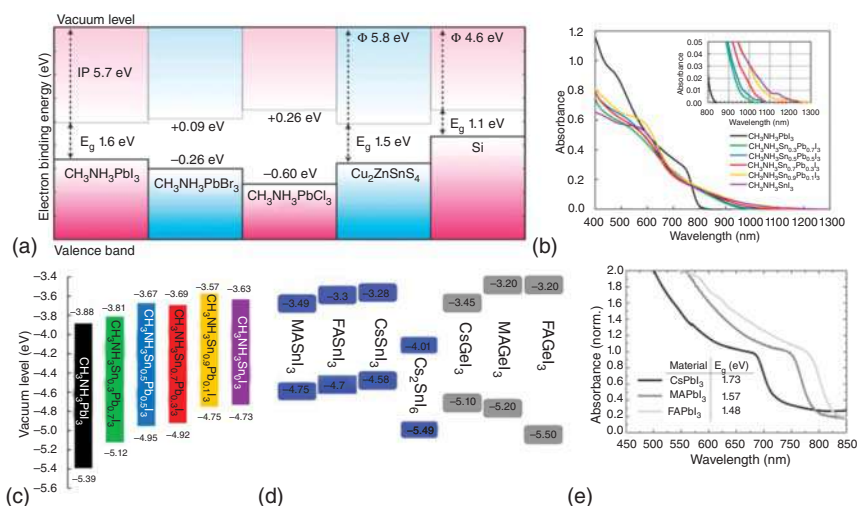 Vacuum level
Electron binding energy (eV)
IP 5.7 eV
Φ 5.8 eV
Φ 4.6 eV
+0.09 eV
+0.26 eV
E_g 1.6 eV
−0.26 eV
−0.60 eV
E_g 1.5 eV
E_g 1.1 eV
Si
CH₃NH₃PbI₃
CH₃NH₃PbBr₃
CH₃NH₃PbCl₃
Cu₂ZnSnS₄
(a)
Valence band
Absorbance
1.2
1.0
0.8
0.6
0.4
0.2
0.0
400 500 600 700 800 900 1000 1100 1300
Wavelength (nm)
Absorbance
0.05
0.04
0.03
0.02
0.01
0.00
800 900 1000 1100 1200 1300
Wavelength (nm)
CH₃NH₃PbI₃
CH₃NH₃Sn₀.₃Pb₀.₇I₃
CH₃NH₃Sn₀.₅Pb₀.₅I₃
CH₃NH₃Sn₀.₇Pb₀.₃I₃
CH₃NH₃Sn₀.₉Pb₀.₁I₃
CH₃NH₃SnI₃
(b)
Vacuum level (eV)
−3.4
−3.6
−3.8
−4.0
−4.2
−4.4
−4.6
−4.8
−5.0
−5.2
−5.4
−5.6
−3.88
−3.81
−3.67
−3.69
−3.57
−3.63
CH₃NH₃PbI₃
CH₃NH₃Sn₀.₃Pb₀.₇I₃
CH₃NH₃Sn₀.₅Pb₀.₅I₃
CH₃NH₃Sn₀.₇Pb₀.₃I₃
CH₃NH₃Sn₀.₉Pb₀.₁I₃
CH₃NH₃SnI₃
−5.39
−5.12
−4.95
−4.92
−4.75
−4.73
(c)
−3.49
−3.3
−3.28
−4.01
−3.45
−3.20
−3.20
MASnI₃
FASnI₃
CsSnI₃
Cs₂SnI₆
CsGeI₃
MAGeI₃
FAGeI₃
−4.75
−4.7
−4.58
−5.49
−5.10
−5.20
−5.50
(d)
Absorbance (norm.)
2.0
1.8
1.6
1.4
1.2
1.0
0.8
0.6
0.4
0.2
0.0
Material E_g (eV)
CsPbI₃ 1.73
MAPbI₃ 1.57
FAPbI₃ 1.48
450 500 550 600 650 700 750 800 850
Wavelength (nm)
(e)